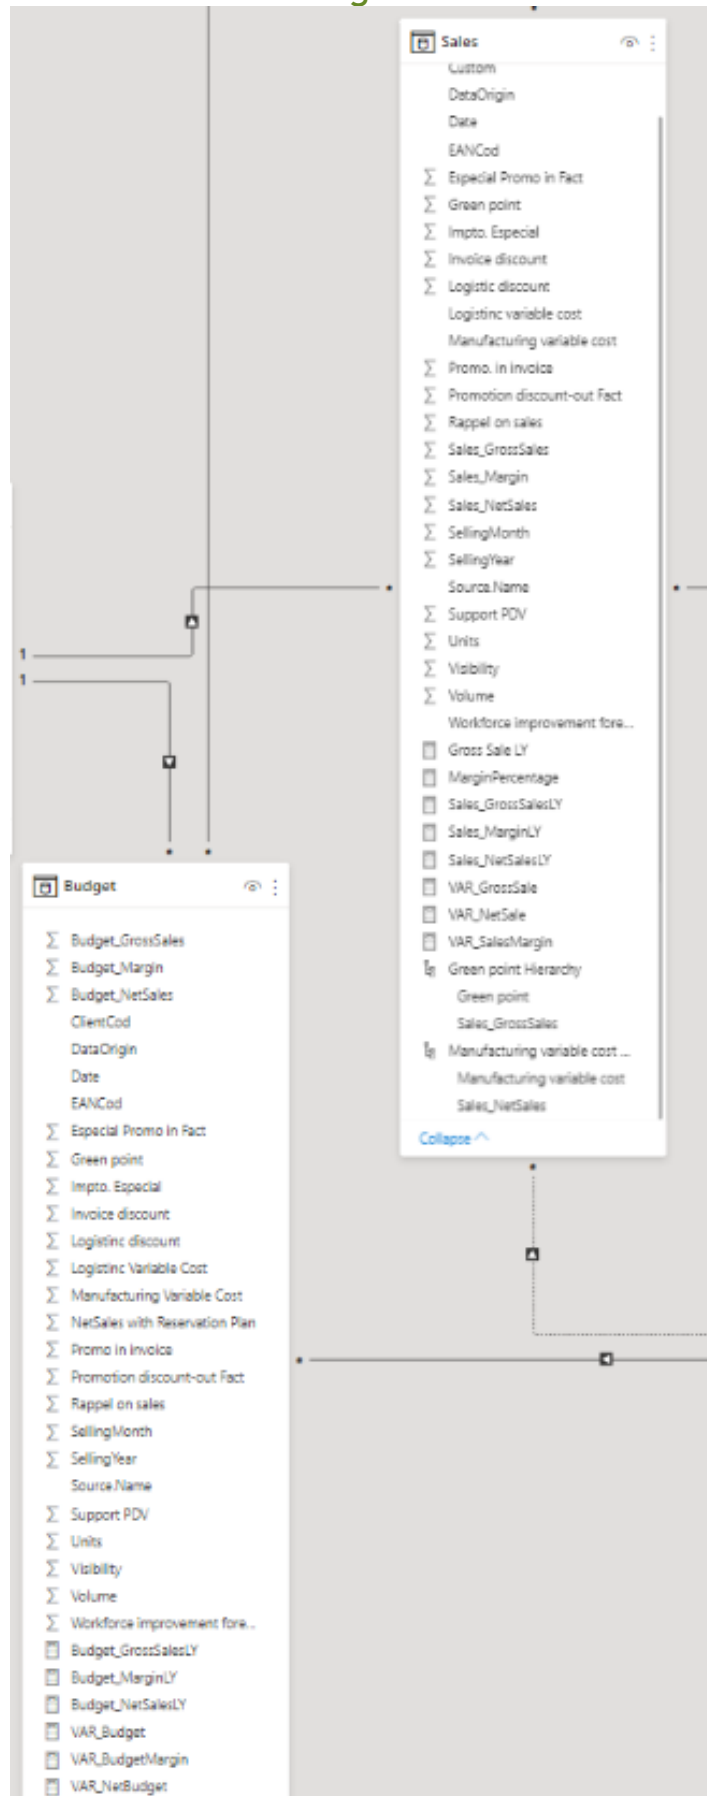 Sales
Custom
DataOrigin
Date
EANCod
Especial Promo in Fact
Green point
Impto. Especial
Invoice discount
Logistic discount
Logistinc variable cost
Manufacturing variable cost
Promo. in invoice
Promotion discount-out Fact
Rappel on sales
Sales_GrossSales
Sales_Margin
Sales_NetSales
SellingMonth
SellingYear
Source.Name
Support PDV
Units
Visibility
Volume
Workforce improvement fore...
Gross Sale LY
MarginPercentage
Sales_GrossSalesLY
Sales_MarginLY
Sales_NetSalesLY
VAR_GrossSale
VAR_NetSale
VAR_SalesMargin
Green point Hierarchy
Green point
Sales_GrossSales
Manufacturing variable cost ...
Manufacturing variable cost
Sales_NetSales
Collapse
1
1
Budget
Budget_GrossSales
Budget_Margin
Budget_NetSales
ClientCod
DataOrigin
Date
EANCod
Especial Promo in Fact
Green point
Impto. Especial
Invoice discount
Logistinc discount
Logistinc Variable Cost
Manufacturing Variable Cost
NetSales with Reservation Plan
Promo in invoice
Promotion discount-out Fact
Rappel on sales
SellingMonth
SellingYear
Source.Name
Support PDV
Units
Visibility
Volume
Workforce improvement fore...
Budget_GrossSalesLY
Budget_MarginLY
Budget_NetSalesLY
VAR_Budget
VAR_BudgetMargin
VAR_NetBudget